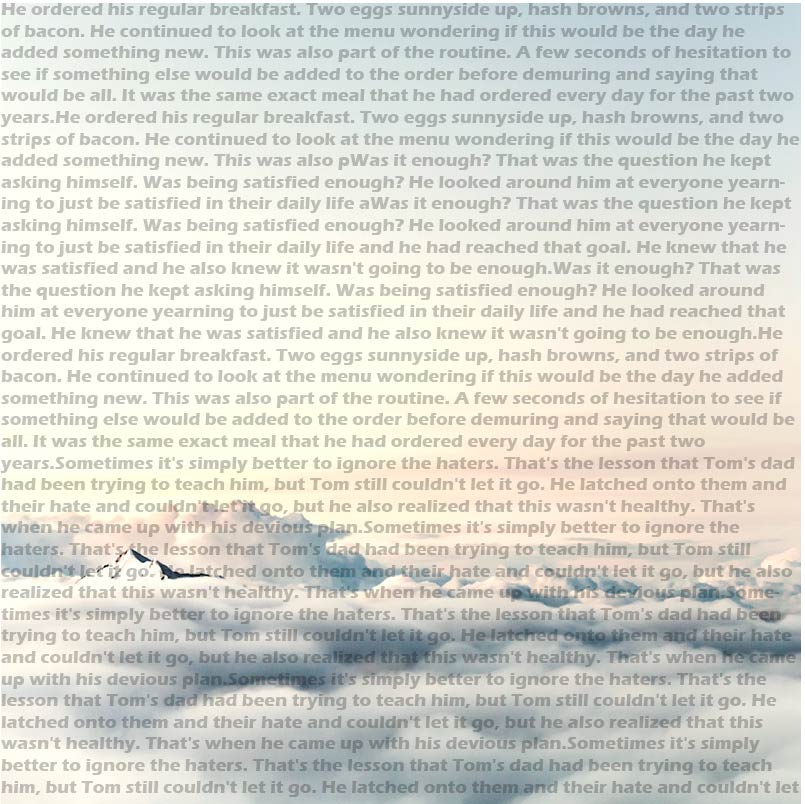 He ordered his regular breakfast. Two eggs sunnyside up, hash browns, and two strips
of bacon. He continued to look at the menu wondering if this would be the day he
added something new. This was also part of the routine. A few seconds of hesitation to
see if something else would be added to the order before demuring and saying that
would be all. It was the same exact meal that he had ordered every day for the past two
years.He ordered his regular breakfast. Two eggs sunnyside up, hash browns, and two
strips of bacon. He continued to look at the menu wondering if this would be the day he
added something new. This was also pWas it enough? That was the question he kept
asking himself. Was being satisfied enough? He looked around him at everyone yearn-
ing to just be satisfied in their daily life aWas it enough? That was the question he kept
asking himself. Was being satisfied enough? He looked around him at everyone yearn-
ing to just be satisfied in their daily life and he had reached that goal. He knew that he
was satisfied and he also knew it wasn't going to be enough.Was it enough? That was
the question he kept asking himself. Was being satisfied enough? He looked around
him at everyone yearning to just be satisfied in their daily life and he had reached that
goal. He knew that he was satisfied and he also knew it wasn't going to be enough.He
ordered his regular breakfast. Two eggs sunnyside up, hash browns, and two strips of
bacon. He continued to look at the menu wondering if this would be the day he added
something new. This was also part of the routine. A few seconds of hesitation to see if
something else would be added to the order before demuring and saying that would be
all. It was the same exact meal that he had ordered every day for the past two
years.Sometimes it's simply better to ignore the haters. That's the lesson that Tom's dad
had been trying to teach him, but Tom still couldn't let it go. He latched onto them and
their hate and couldn't let it go, but he also realized that this wasn't healthy. That's
when he came up with his devious plan.Sometimes it's simply better to ignore the
haters. That's the lesson that Tom's dad had been trying to teach him, but Tom still
couldn't let it go. He latched onto them and their hate and couldn't let it go, but he also
realized that this wasn't healthy. That's when he came up with his devious plan.Some-
times it's simply better to ignore the haters. That's the lesson that Tom's dad had been
trying to teach him, but Tom still couldn't let it go. He latched onto them and their hate
and couldn't let it go, but he also realized that this wasn't healthy. That's when he came
up with his devious plan.Sometimes it's simply better to ignore the haters. That's the
lesson that Tom's dad had been trying to teach him, but Tom still couldn't let it go. He
latched onto them and their hate and couldn't let it go, but he also realized that this
wasn't healthy. That's when he came up with his devious plan.Sometimes it's simply
better to ignore the haters. That's the lesson that Tom's dad had been trying to teach
him, but Tom still couldn't let it go. He latched onto them and their hate and couldn't let